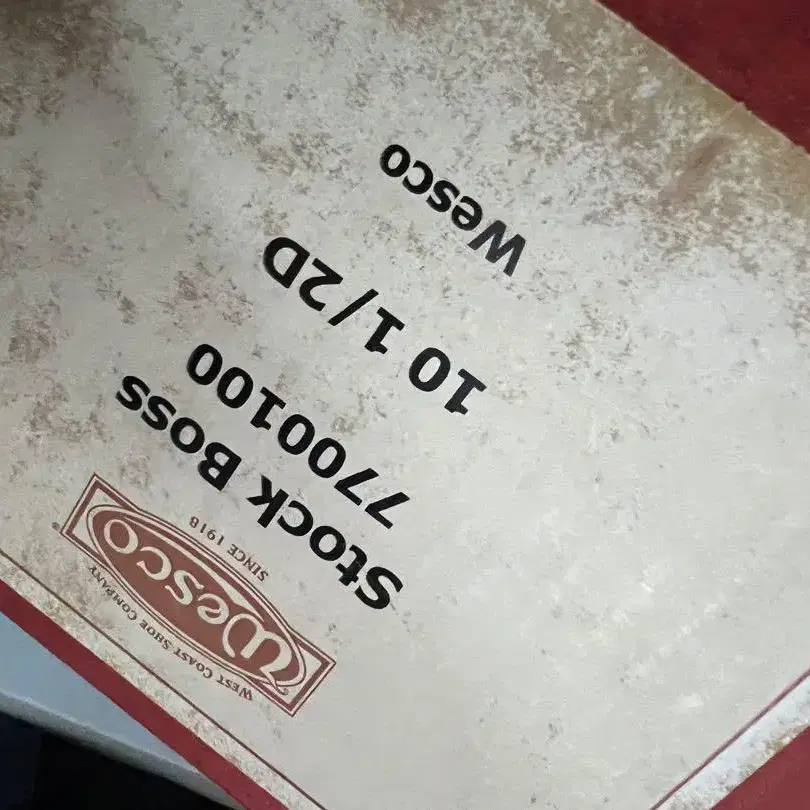 West Coast Shoe Company
Wesco®
SINCE 1918
Stock Boss
7700100
10 1/2D
Wesco